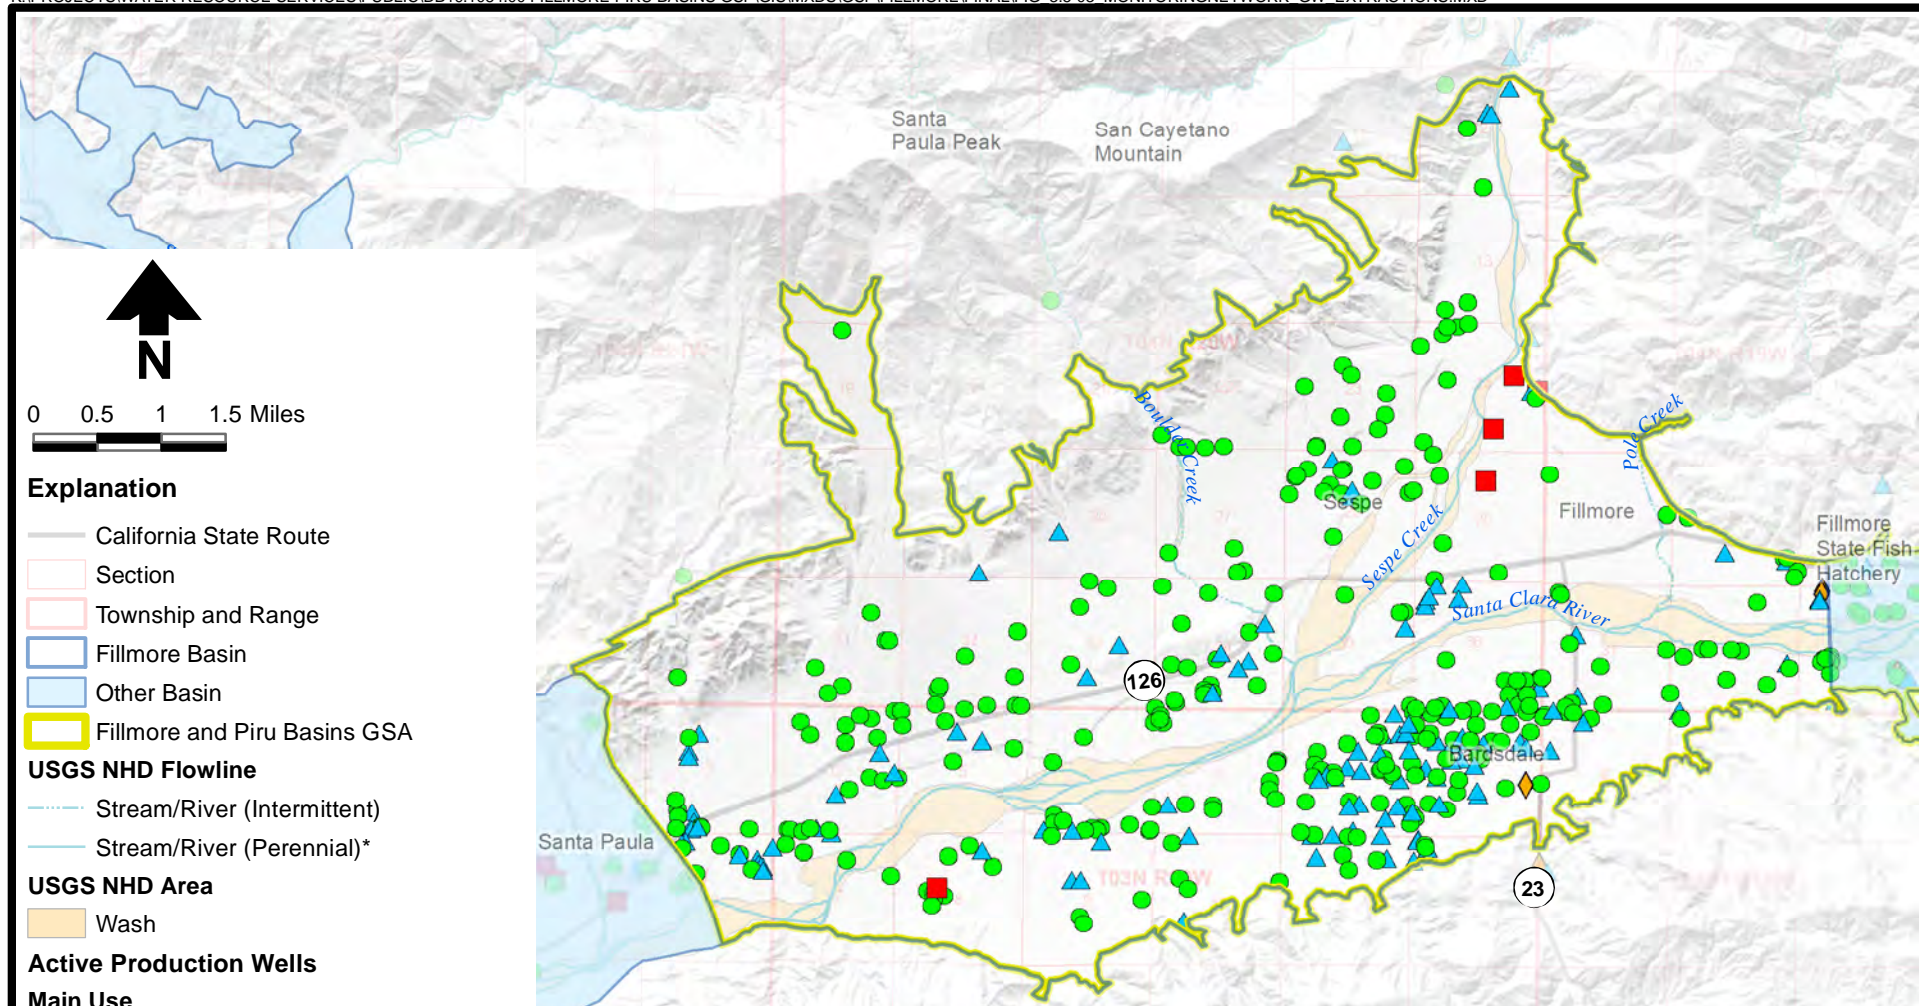 Santa
Paula Peak
San Cayetano
Mountain
N
0 0.5 1 1.5 Miles
Explanation
California State Route
Section
Township and Range
Fillmore Basin
Other Basin
Fillmore and Piru Basins GSA
USGS NHD Flowline
Stream/River (Intermittent)
Stream/River (Perennial)*
USGS NHD Area
Wash
Active Production Wells
Main Use
Boulder Creek
Pole Creek
Sespe
Sespe Creek
Fillmore
Fillmore
State Fish
Hatchery
Santa Clara River
126
Bardsdale
Santa Paula
23